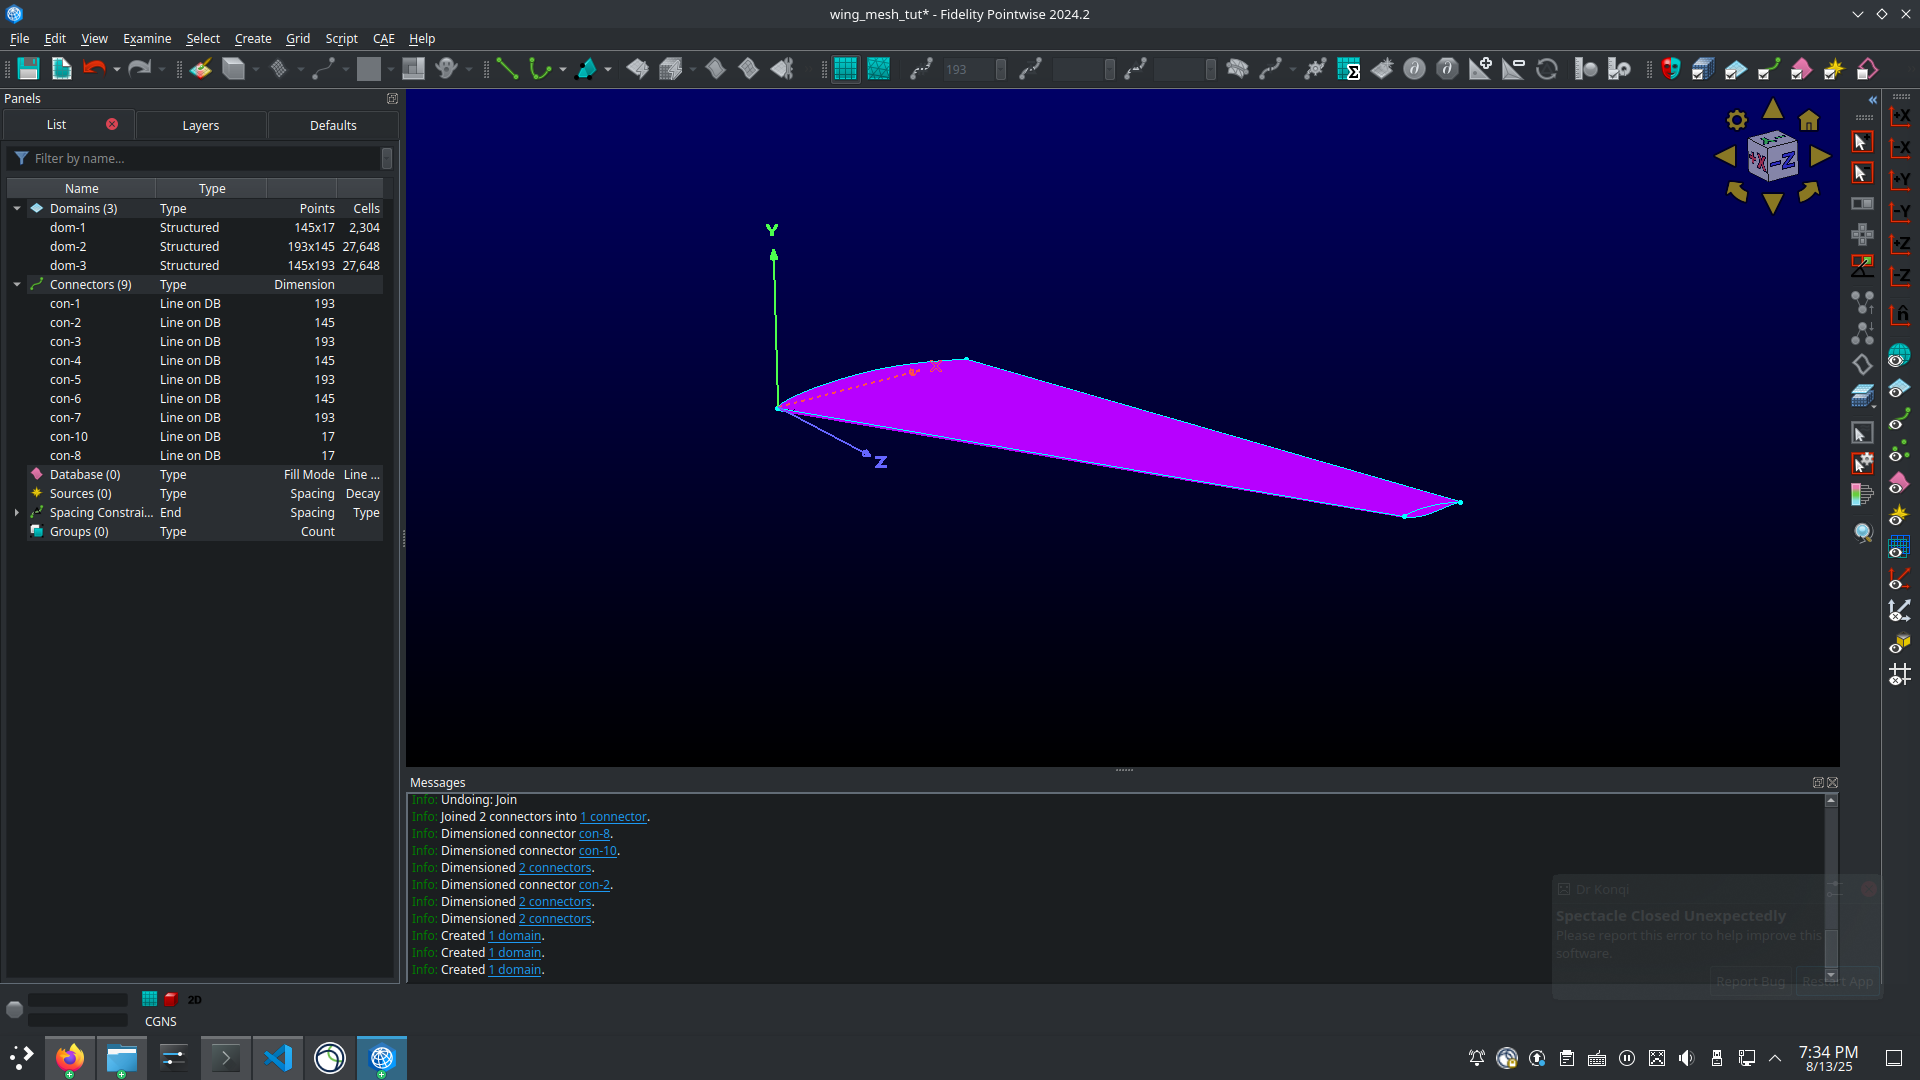 wing_mesh_tut* - Fidelity Pointwise 2024.2
File Edit View Examine Select Create Grid Script CAE Help
193
Panels
List Layers Defaults
Filter by name...
Name Type
Domains (3) Type Points Cells
dom-1 Structured 145x17 2,304
dom-2 Structured 193x145 27,648
dom-3 Structured 145x193 27,648
Connectors (9) Type Dimension
con-1 Line on DB 193
con-2 Line on DB 145
con-3 Line on DB 193
con-4 Line on DB 145
con-5 Line on DB 193
con-6 Line on DB 145
con-7 Line on DB 193
con-10 Line on DB 17
con-8 Line on DB 17
Database (0) Type Fill Mode Line ...
Sources (0) Type Spacing Decay
Spacing Constrai... End Spacing Type
Groups (0) Type Count
Y
X
Z
+X -Z
+X
-X
+Y
-Y
+Z
-Z
n
Messages
Info: Undoing: Join
Info: Joined 2 connectors into 1 connector.
Info: Dimensioned connector con-8.
Info: Dimensioned connector con-10.
Info: Dimensioned 2 connectors.
Info: Dimensioned connector con-2.
Info: Dimensioned 2 connectors.
Info: Dimensioned 2 connectors.
Info: Created 1 domain.
Info: Created 1 domain.
Info: Created 1 domain.
Dr Konqi
Spectacle Closed Unexpectedly
Please report this error to help improve this
software.
Report Bug Restart App
2D
CGNS
7:34 PM
8/13/25